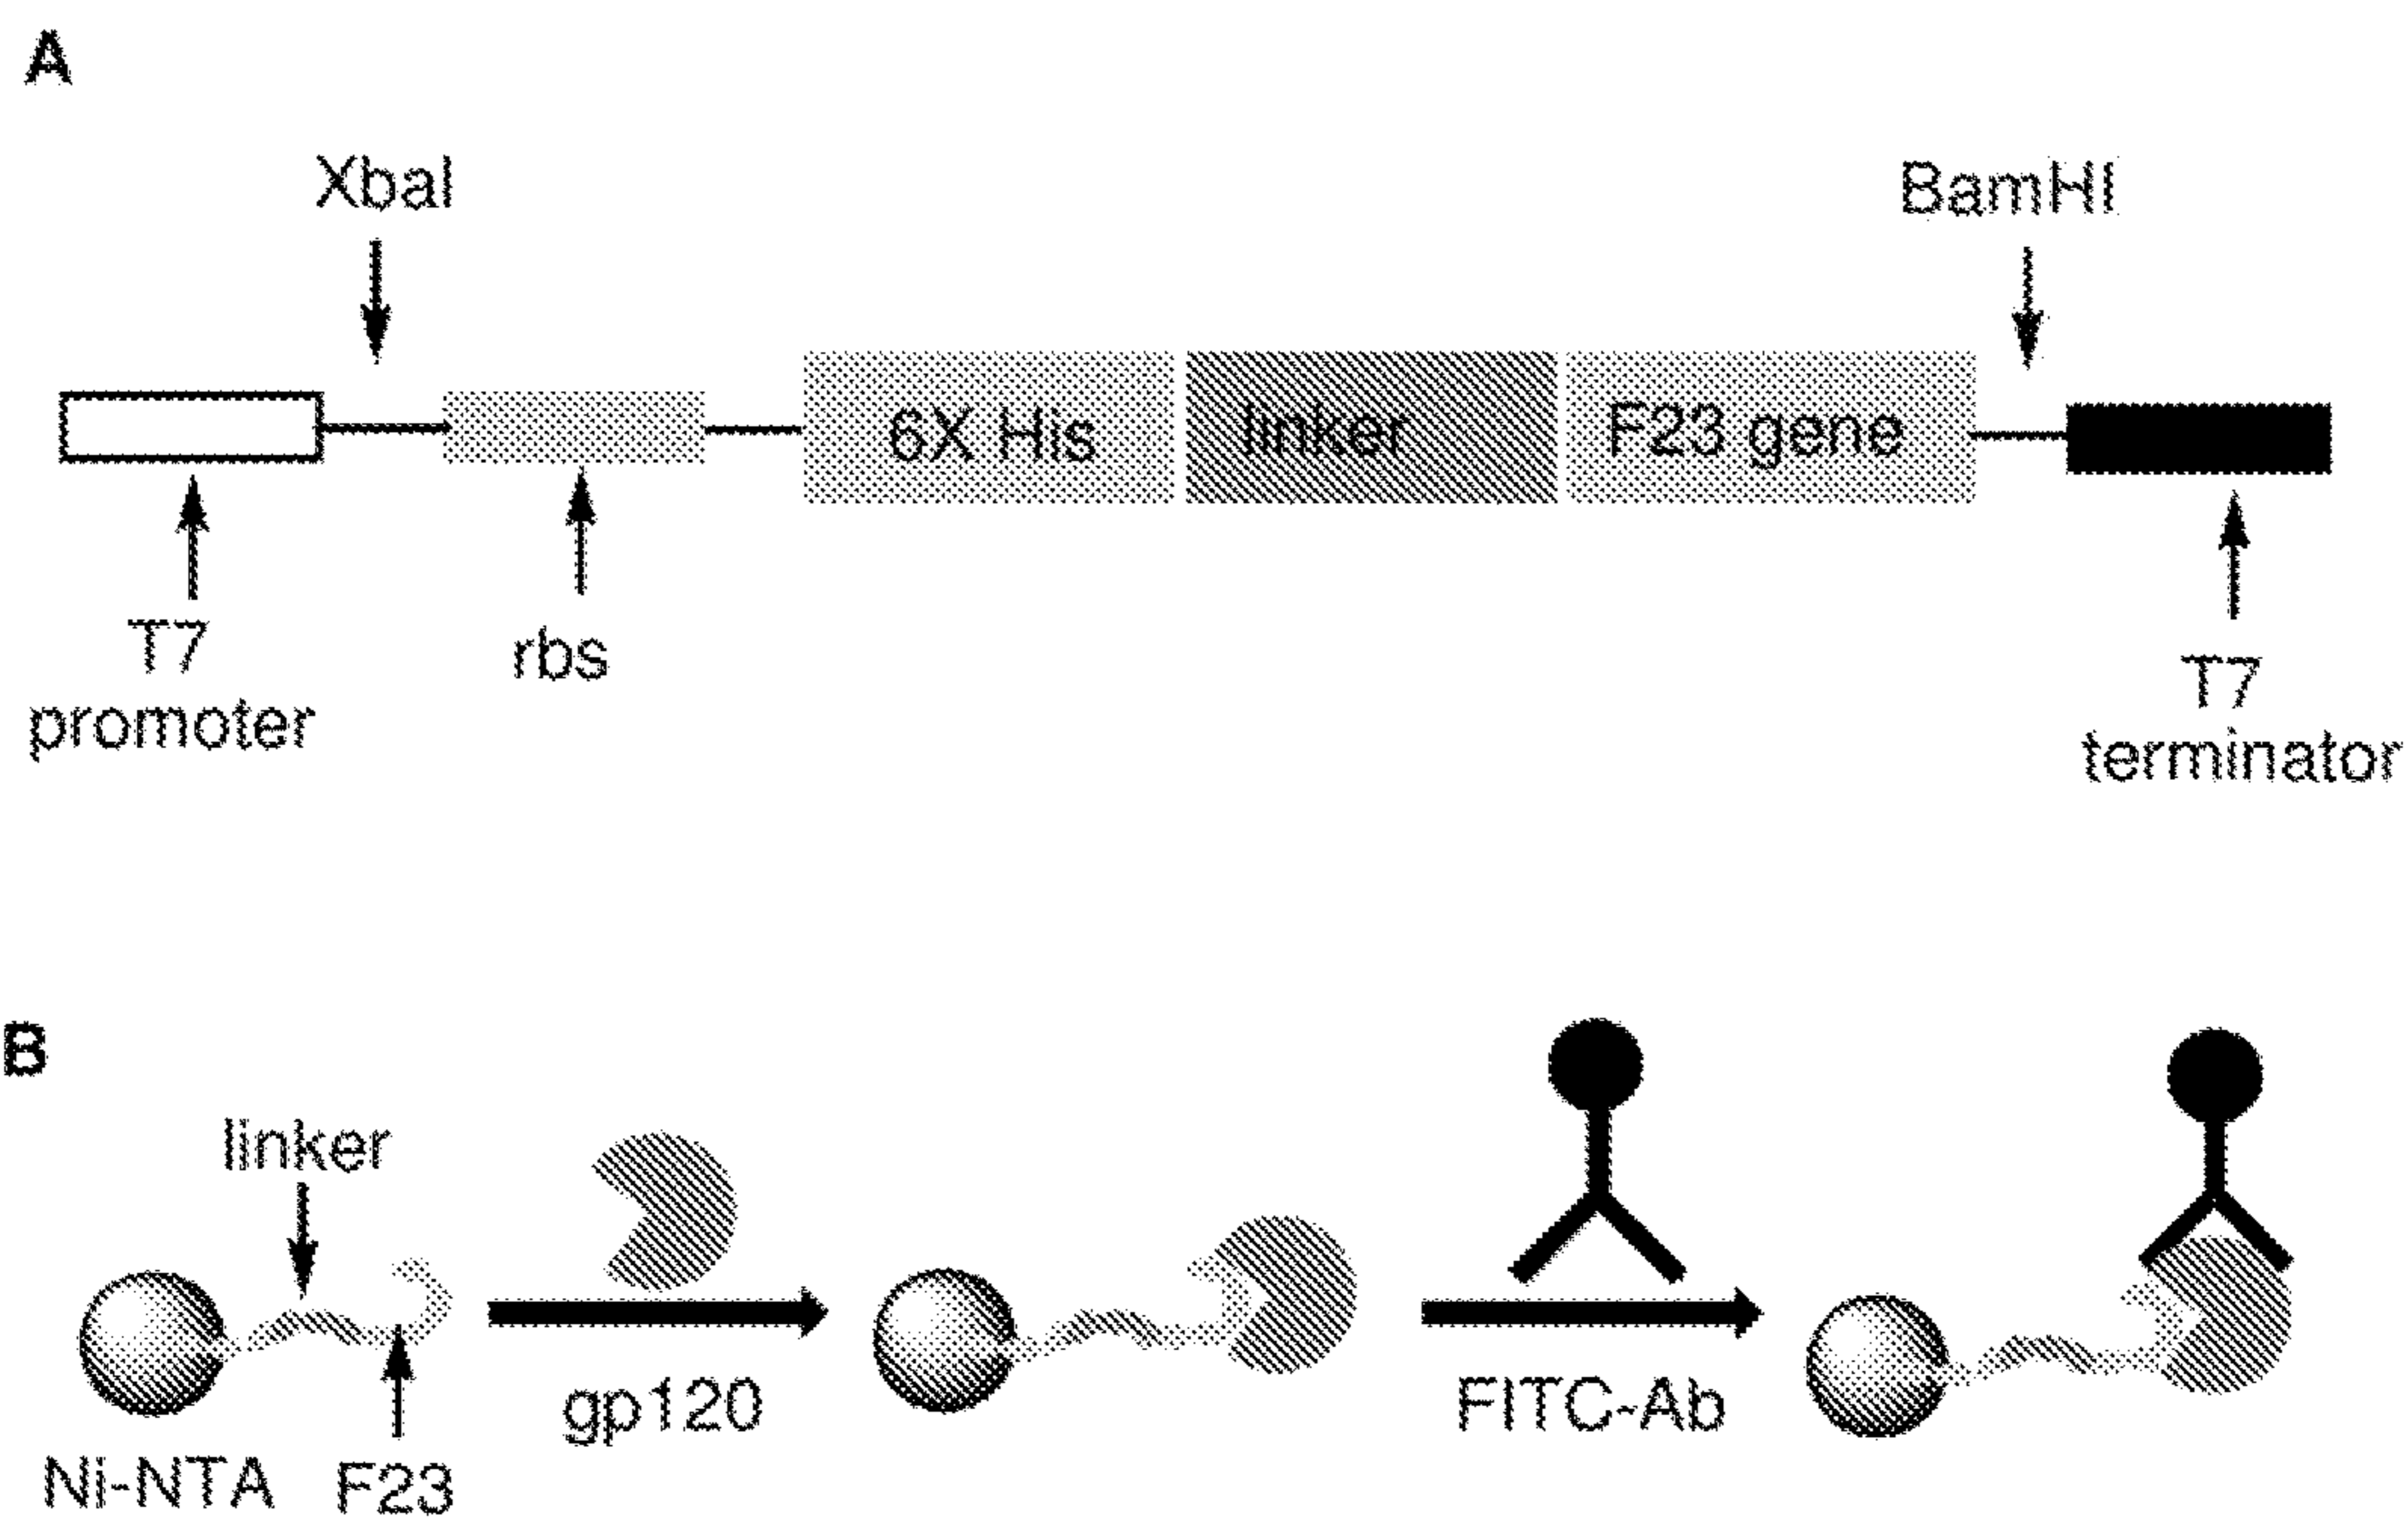 A
XbaI
BamHI
6X His
linker
F23 gene
T7
promoter
rbs
T7
terminator
B
linker
gp120
FITC-Ab
Ni-NTA
F23